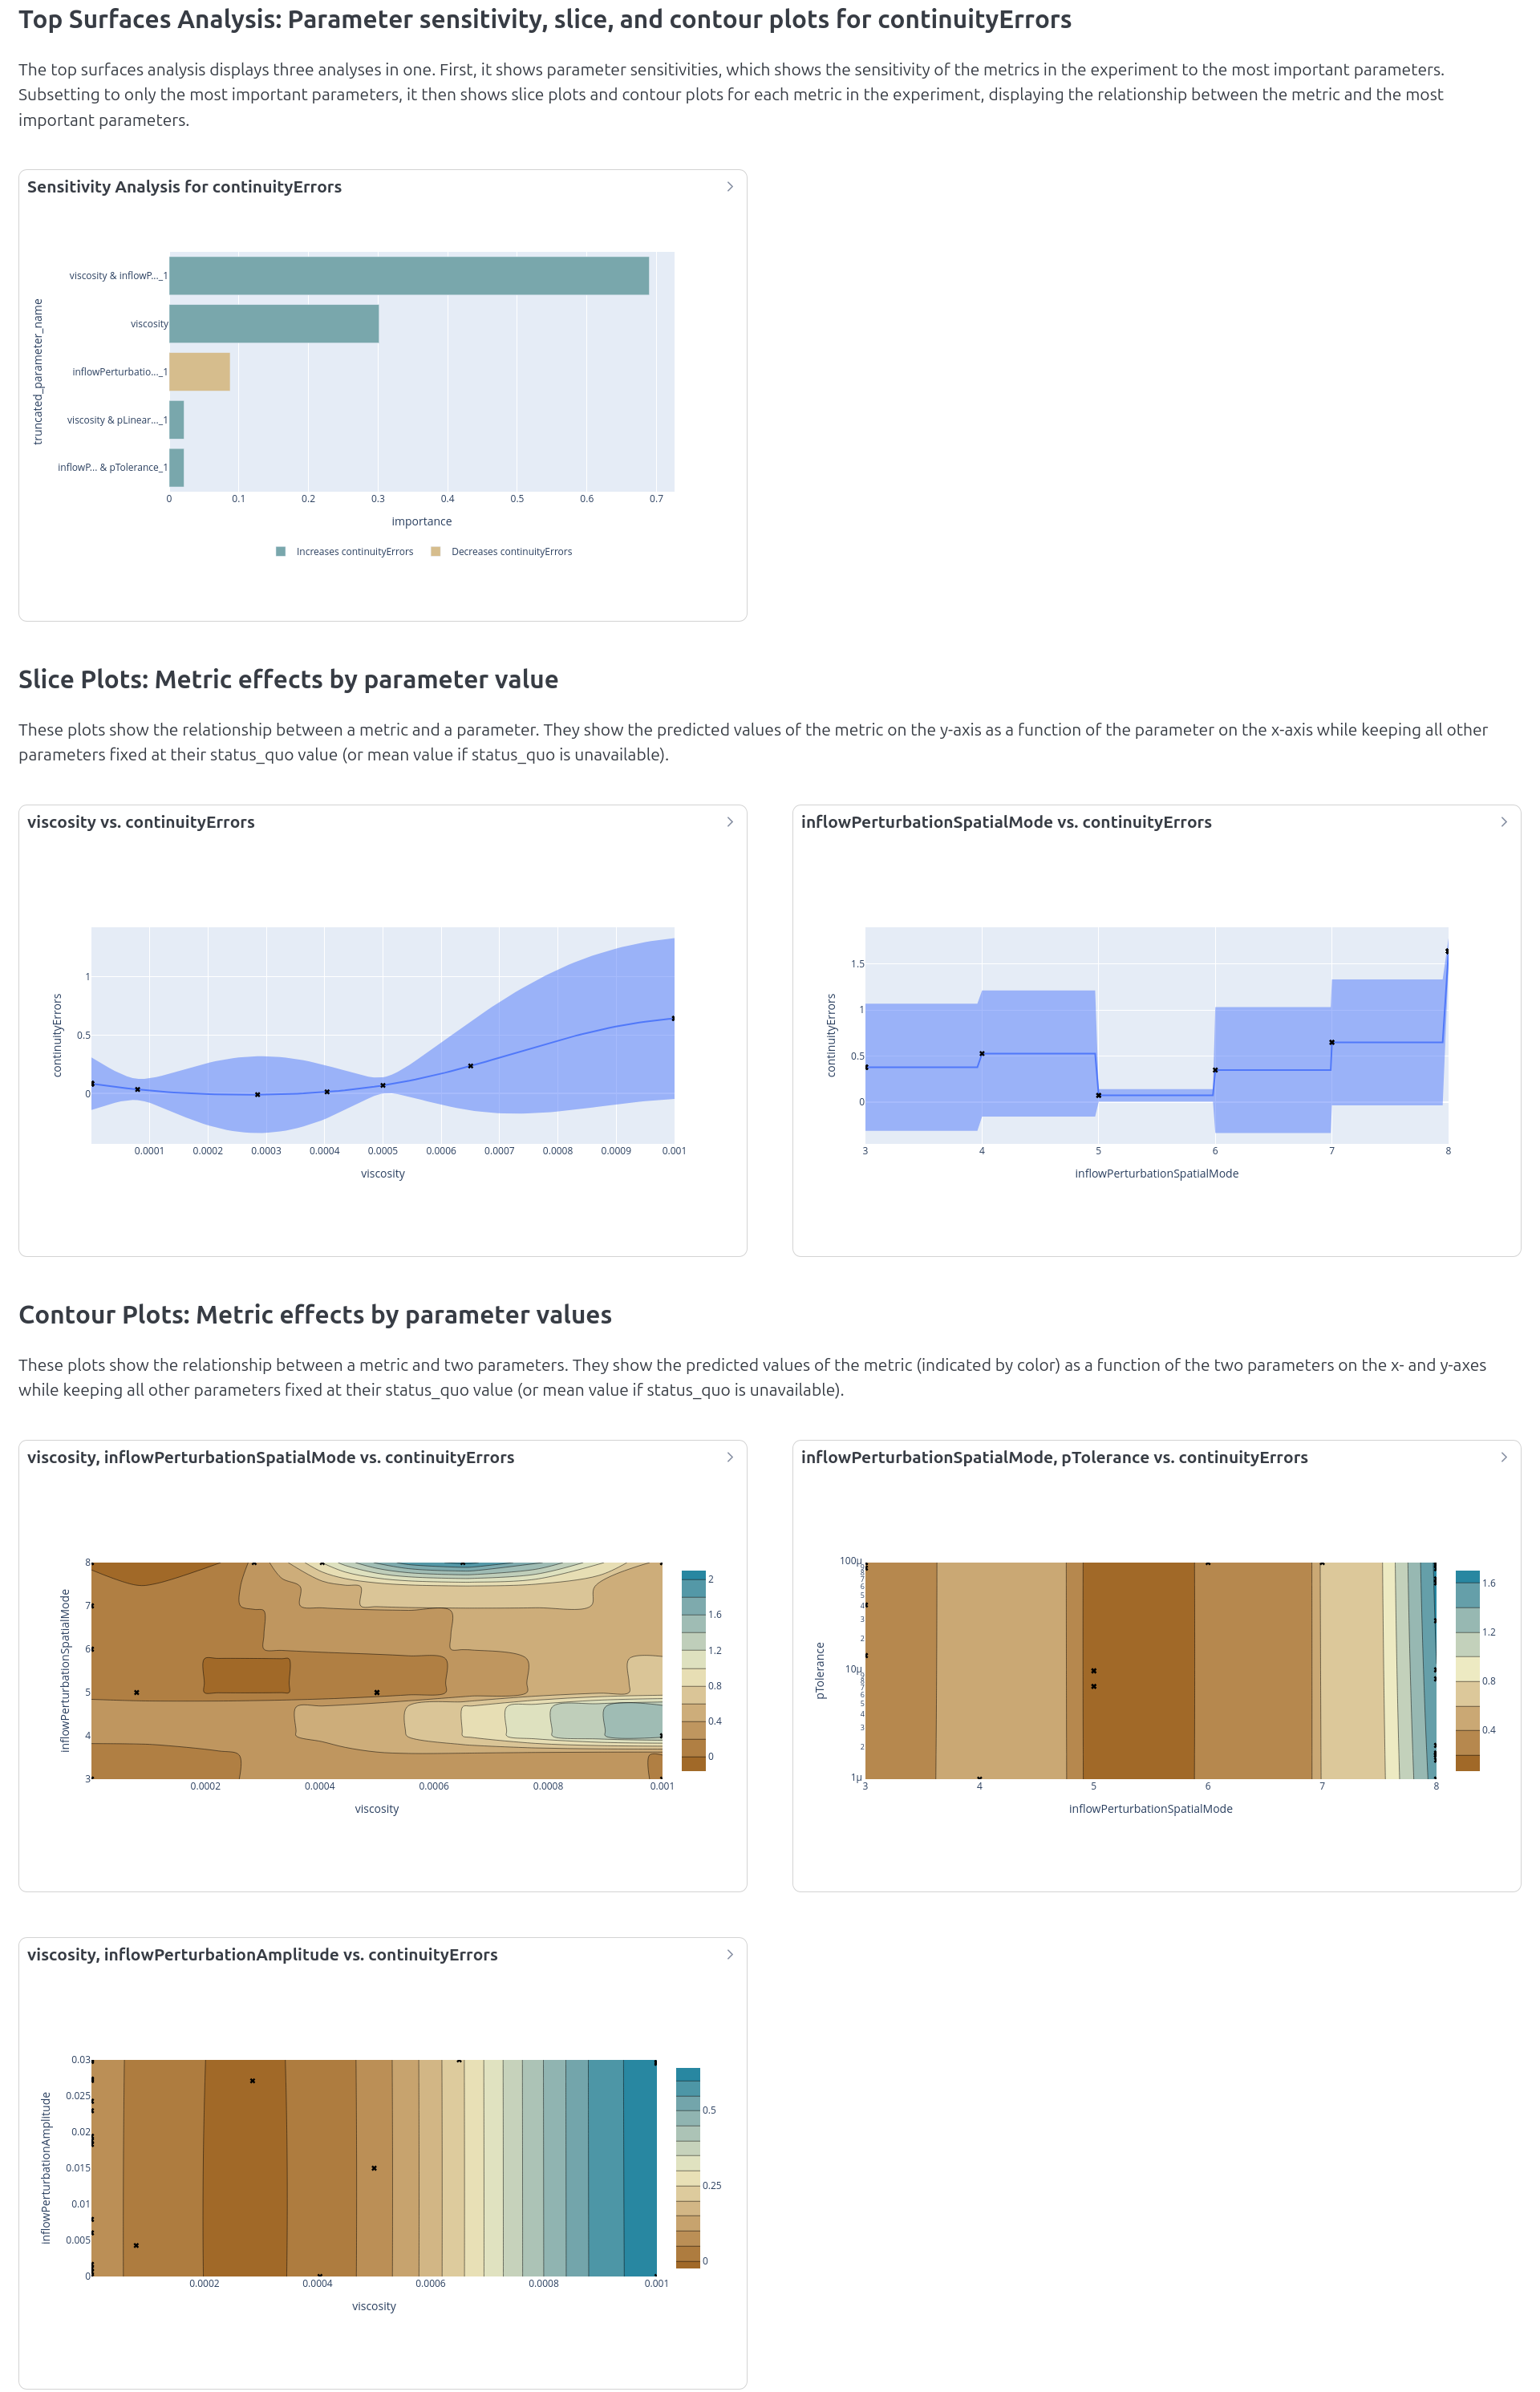 Top Surfaces Analysis: Parameter sensitivity, slice, and contour plots for continuityErrors
The top surfaces analysis displays three analyses in one. First, it shows parameter sensitivities, which shows the sensitivity of the metrics in the experiment to the most important parameters.
Subsetting to only the most important parameters, it then shows slice plots and contour plots for each metric in the experiment, displaying the relationship between the metric and the most
important parameters.
Sensitivity Analysis for continuityErrors
truncated_parameter_name
viscosity & inflowP..._1
viscosity
inflowPerturbatio..._1
viscosity & pLinear..._1
inflowP... & pTolerance_1
0 0.1 0.2 0.3 0.4 0.5 0.6 0.7
importance
Increases continuityErrors Decreases continuityErrors
Slice Plots: Metric effects by parameter value
These plots show the relationship between a metric and a parameter. They show the predicted values of the metric on the y-axis as a function of the parameter on the x-axis while keeping all other
parameters fixed at their status_quo value (or mean value if status_quo is unavailable).
viscosity vs. continuityErrors
continuityErrors
1
0.5
0
0.0001 0.0002 0.0003 0.0004 0.0005 0.0006 0.0007 0.0008 0.0009 0.001
viscosity
inflowPerturbationSpatialMode vs. continuityErrors
continuityErrors
1.5
1
0.5
0
3 4 5 6 7 8
inflowPerturbationSpatialMode
Contour Plots: Metric effects by parameter values
These plots show the relationship between a metric and two parameters. They show the predicted values of the metric (indicated by color) as a function of the two parameters on the x- and y-axes
while keeping all other parameters fixed at their status_quo value (or mean value if status_quo is unavailable).
viscosity, inflowPerturbationSpatialMode vs. continuityErrors
inflowPerturbationSpatialMode
8
7
6
5
4
3
0.0002 0.0004 0.0006 0.0008 0.001
viscosity
2
1.6
1.2
0.8
0.4
0
inflowPerturbationSpatialMode, pTolerance vs. continuityErrors
pTolerance
100μ
9
8
7
6
5
4
3
2
10μ
9
8
7
6
5
4
3
2
1μ
3 4 5 6 7 8
inflowPerturbationSpatialMode
1.6
1.2
0.8
0.4
viscosity, inflowPerturbationAmplitude vs. continuityErrors
inflowPerturbationAmplitude
0.03
0.025
0.02
0.015
0.01
0.005
0
0.0002 0.0004 0.0006 0.0008 0.001
viscosity
0.5
0.25
0